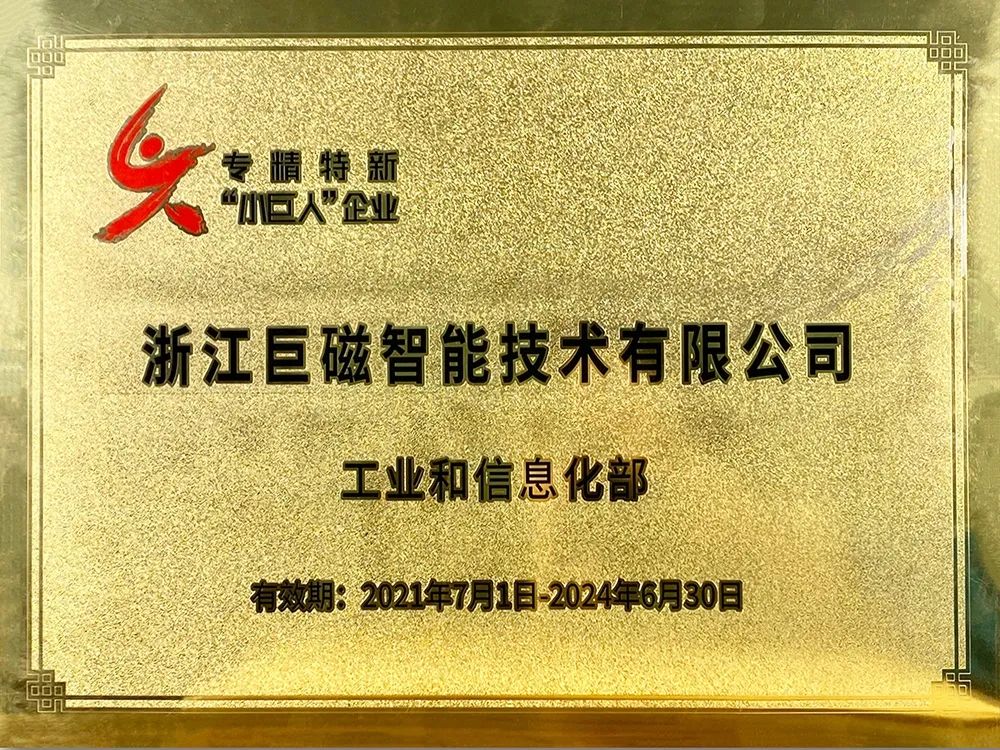 专精特新
“小巨人”企业
浙江巨磁智能技术有限公司
工业和信息化部
有效期：2021年7月1日-2024年6月30日